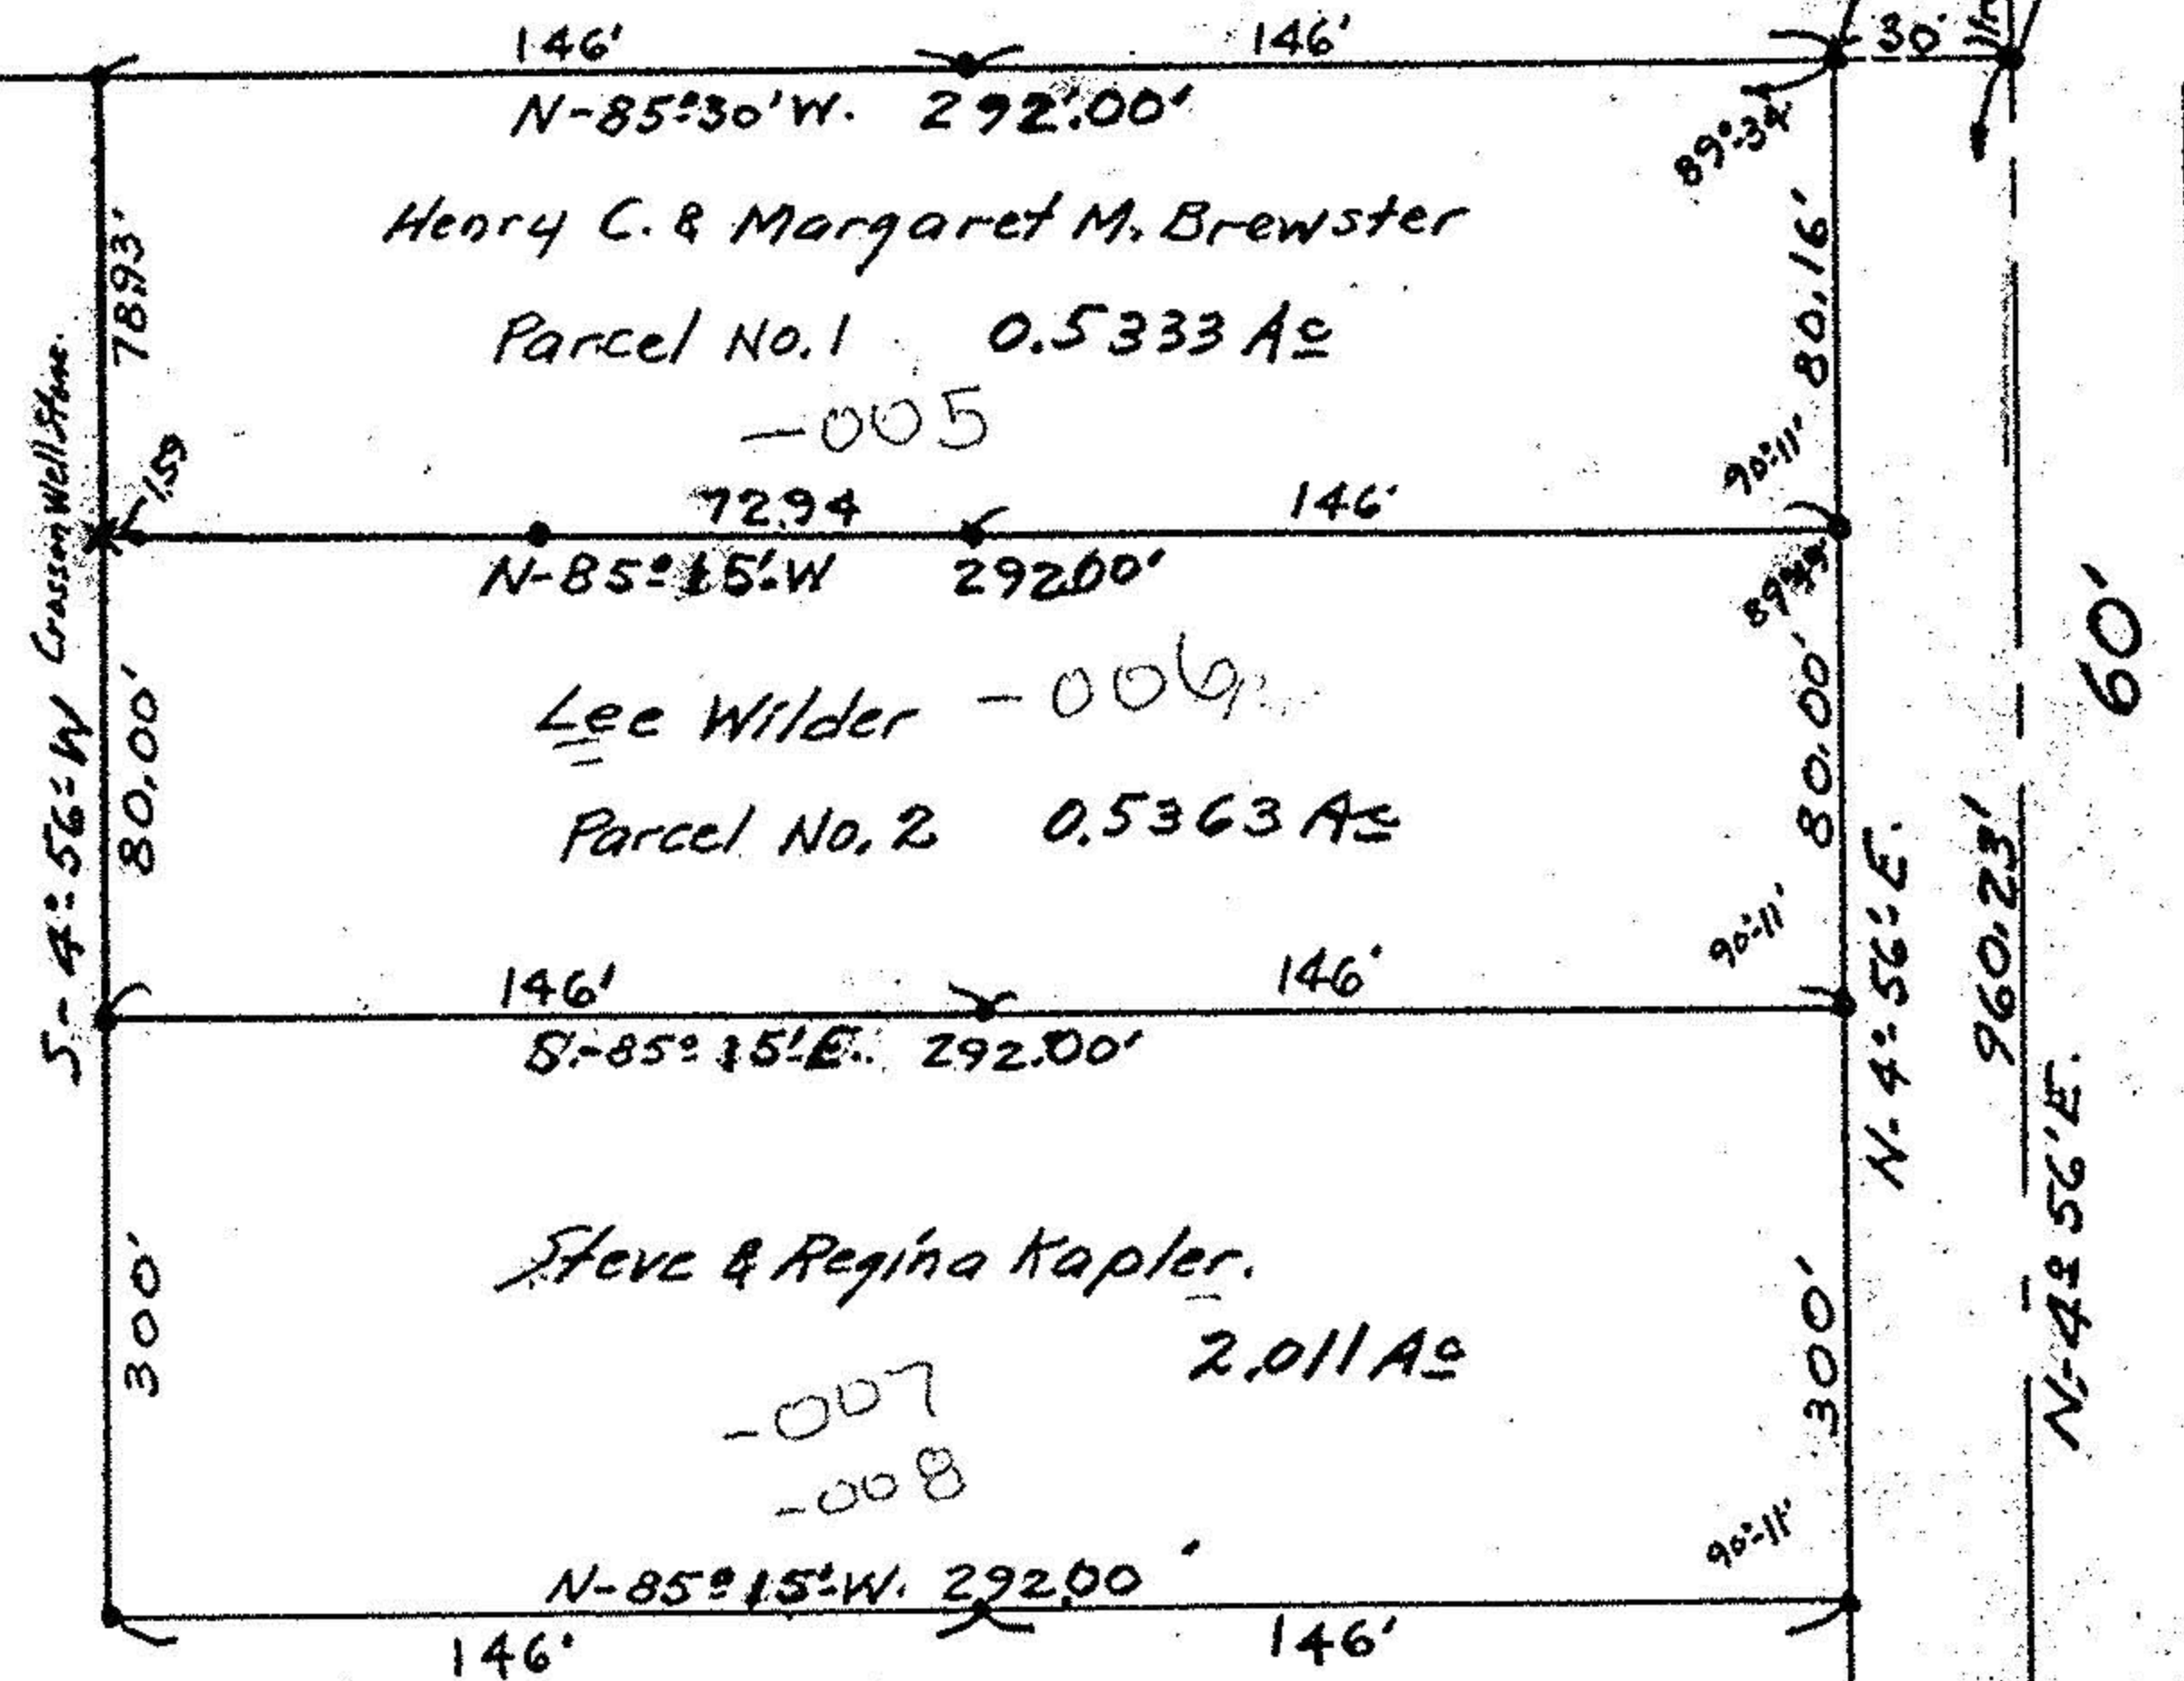 146'
146'
30'
N-85°30'W. 292.00'
89°-34'
Henry C. & Margaret M. Brewster
78.93'
80.16'
Parcel No.1 0.5333 Ac
-005
Cross on Well Stone.
1.59
72.94
146'
90°-11'
N-85°15'-W 292.00'
60'
Lee Wilder -006
80.00'
80.00'
Parcel No. 2 0.5363 Ac
S-4°-56'-W
N-4°-56'-E.
960.23'
N-4°56'E.
90°-11'
146'
146'
S-85°15'E. 292.00'
Steve & Regina Kapler.
300'
300'
2.011 Ac
-007
-008
90°-11'
N-85°15'-W. 292.00'
146'
146'